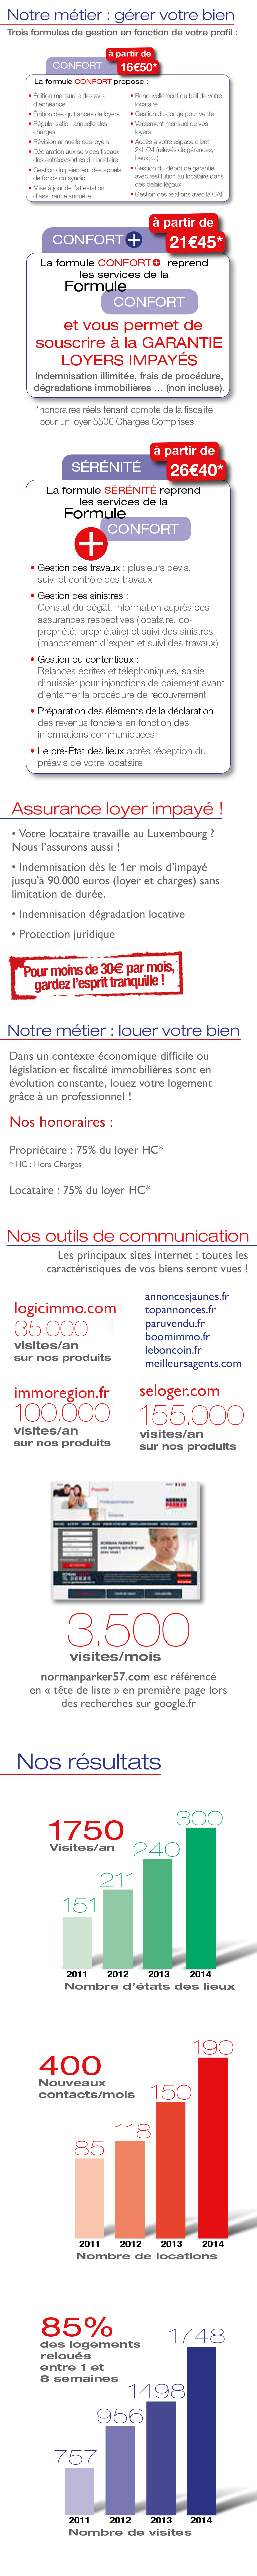 Notre métier : gérer votre bien
Trois formules de gestion en fonction de votre profil :
à partir de
CONFORT
16€50*
La formule CONFORT propose :
• Édition mensuelle des avis
d'échéance
• Édition des quittances de loyers
• Régularisation annuelle des
charges
• Révision annuelle des loyers
• Déclaration aux services fiscaux
des entrées/sorties du locataire
• Gestion du paiement des appels
de fonds du syndic
• Mise à jour de l'attestation
d'assurance annuelle
• Renouvellement du bail de votre
locataire
• Gestion du congé pour vente
• Versement mensuel de vos
loyers
• Accès à votre espace client
24h/24 (relevés de gérances,
baux, ...)
• Gestion du dépôt de garantie
avec restitution au locataire dans
des délais légaux
• Gestion des relations avec la CAF
à partir de
CONFORT +
21€45*
La formule CONFORT+ reprend
les services de la
Formule
CONFORT
et vous permet de
souscrire à la GARANTIE
LOYERS IMPAYÉS
Indemnisation illimitée, frais de procédure,
dégradations immobilières ... (non incluse).
*honoraires réels tenant compte de la fiscalité
pour un loyer 550€ Charges Comprises.
à partir de
SÉRÉNITÉ
26€40*
La formule SÉRÉNITÉ reprend
les services de la
Formule
CONFORT
+
• Gestion des travaux : plusieurs devis,
suivi et contrôle des travaux
• Gestion des sinistres :
Constat du dégât, information auprès des
assurances respectives (locataire, co-
propriété, propriétaire) et suivi des sinistres
(mandatement d'expert et suivi des travaux)
• Gestion du contentieux :
Relances écrites et téléphoniques, saisie
d'huissier pour injonctions de paiement avant
d'entamer la procédure de recouvrement
• Préparation des éléments de la déclaration
des revenus fonciers en fonction des
informations communiquées
• Le pré-État des lieux après réception du
préavis de votre locataire
Assurance loyer impayé !
• Votre locataire travaille au Luxembourg ?
Nous l'assurons aussi !
• Indemnisation dès le 1er mois d'impayé
jusqu'à 90.000 euros (loyer et charges) sans
limitation de durée.
• Indemnisation dégradation locative
• Protection juridique
Pour moins de 30€ par mois,
gardez l'esprit tranquille !
Notre métier : louer votre bien
Dans un contexte économique difficile ou
législation et fiscalité immobilières sont en
évolution constante, louez votre logement
grâce à un professionnel !
Nos honoraires :
Propriétaire : 75% du loyer HC*
* HC : Hors Charges
Locataire : 75% du loyer HC*
Nos outils de communication
Les principaux sites internet : toutes les
caractéristiques de vos biens seront vues !
logicimmo.com
35.000
visites/an
sur nos produits
annoncesjaunes.fr
topannonces.fr
paruvendu.fr
boomimmo.fr
leboncoin.fr
meilleursagents.com
immoregion.fr
100.000
visites/an
sur nos produits
seloger.com
155.000
visites/an
sur nos produits
NORMAN
PARKER
3.500
visites/mois
normanparker57.com est référencé
en « tête de liste » en première page lors
des recherches sur google.fr
Nos résultats
1750
Visites/an
151
211
240
300
2011 2012 2013 2014
Nombre d'états des lieux
400
Nouveaux
contacts/mois
85
118
150
190
2011 2012 2013 2014
Nombre de locations
85%
des logements
reloués
entre 1 et
8 semaines
757
956
1498
1748
2011 2012 2013 2014
Nombre de visites